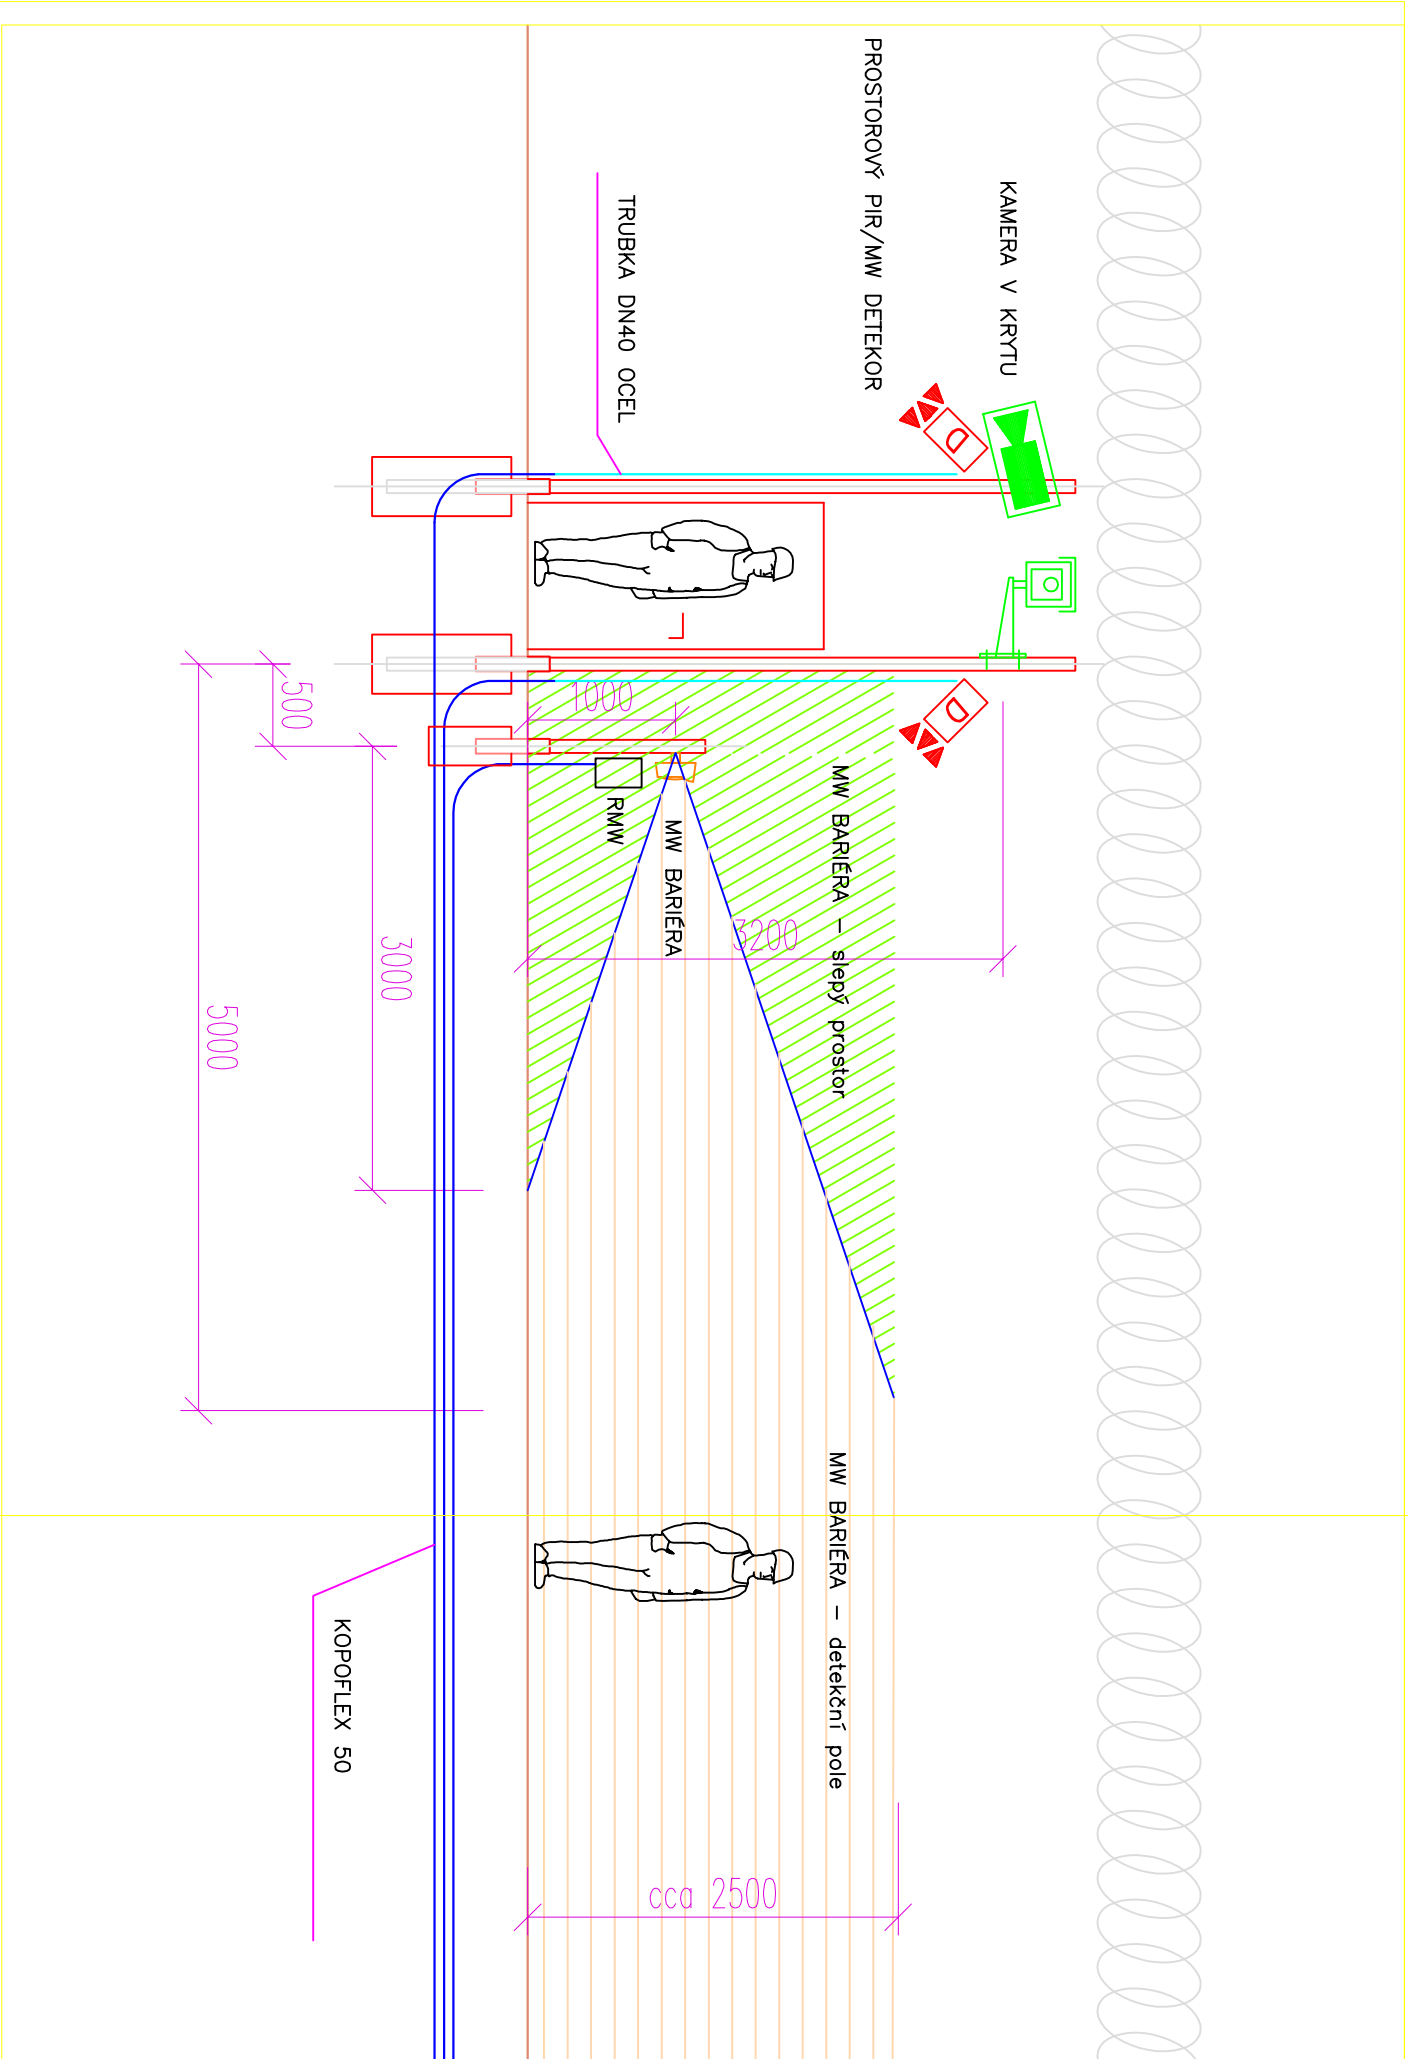 KAMERA V KRYTU
PROSTOROVÝ PIR/MW DETEKOR
D
D
TRUBKA DN40 OCEL
MW BARIÉRA – slepý prostor
MW BARIÉRA – detekční pole
MW BARIÉRA
RMW
1000
3200
500
3000
5000
cca 2500
KOPOFLEX 50